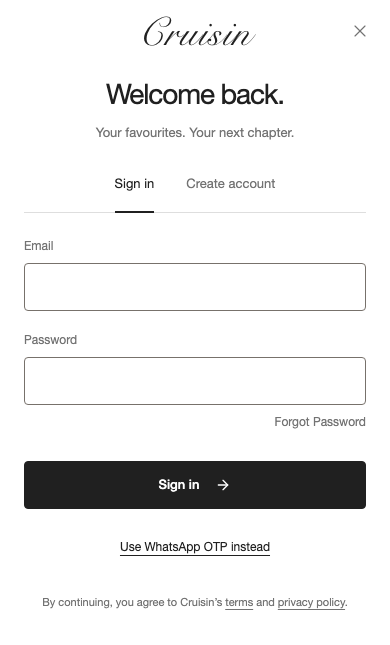 Cruisin
Welcome back.
Your favourites. Your next chapter.
Sign in
Create account
Email
Password
Forgot Password
Sign in →
Use WhatsApp OTP instead
By continuing, you agree to Cruisin’s terms and privacy policy.